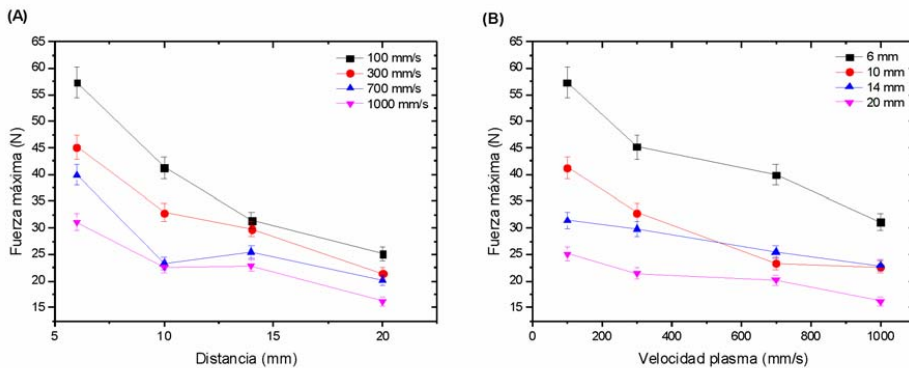 (A)
65
60
55
50
45
40
35
30
25
20
15
5
10
15
20
Fuerza máxima (N)
Distancia (mm)
100 mm/s
300 mm/s
700 mm/s
1000 mm/s
(B)
65
60
55
50
45
40
35
30
25
20
15
0
200
400
600
800
1000
Fuerza máxima (N)
Velocidad plasma (mm/s)
6 mm
10 mm
14 mm
20 mm